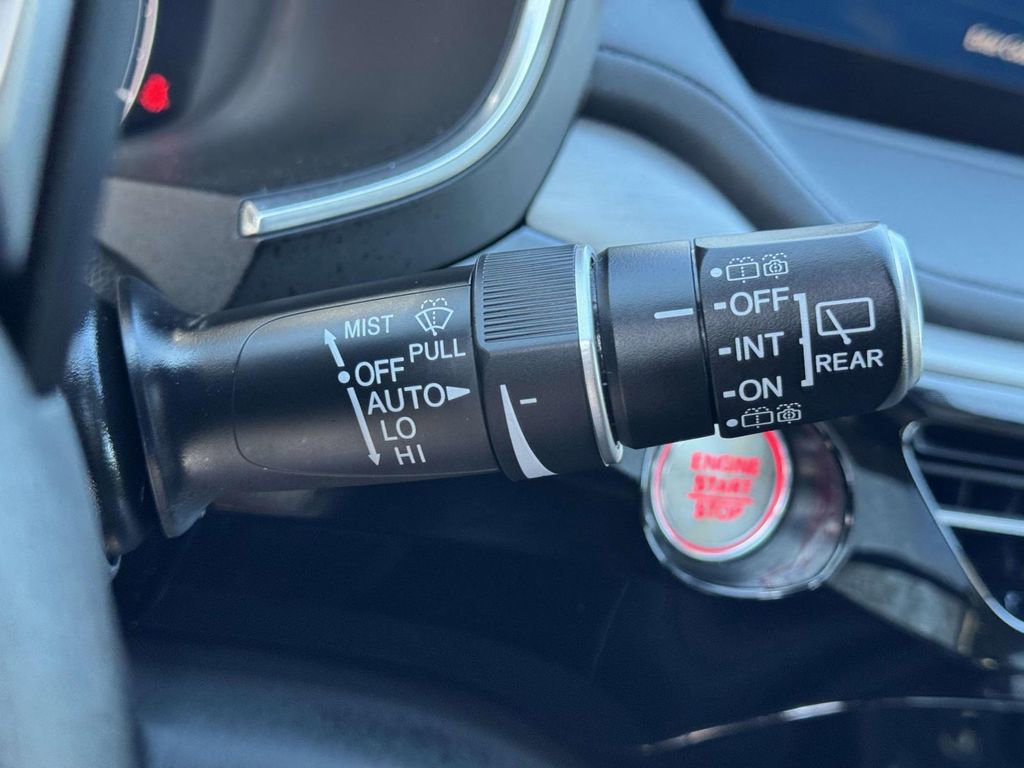 MIST
PULL
OFF
AUTO
LO
HI
OFF
INT
ON
REAR
ENGINE
START
STOP